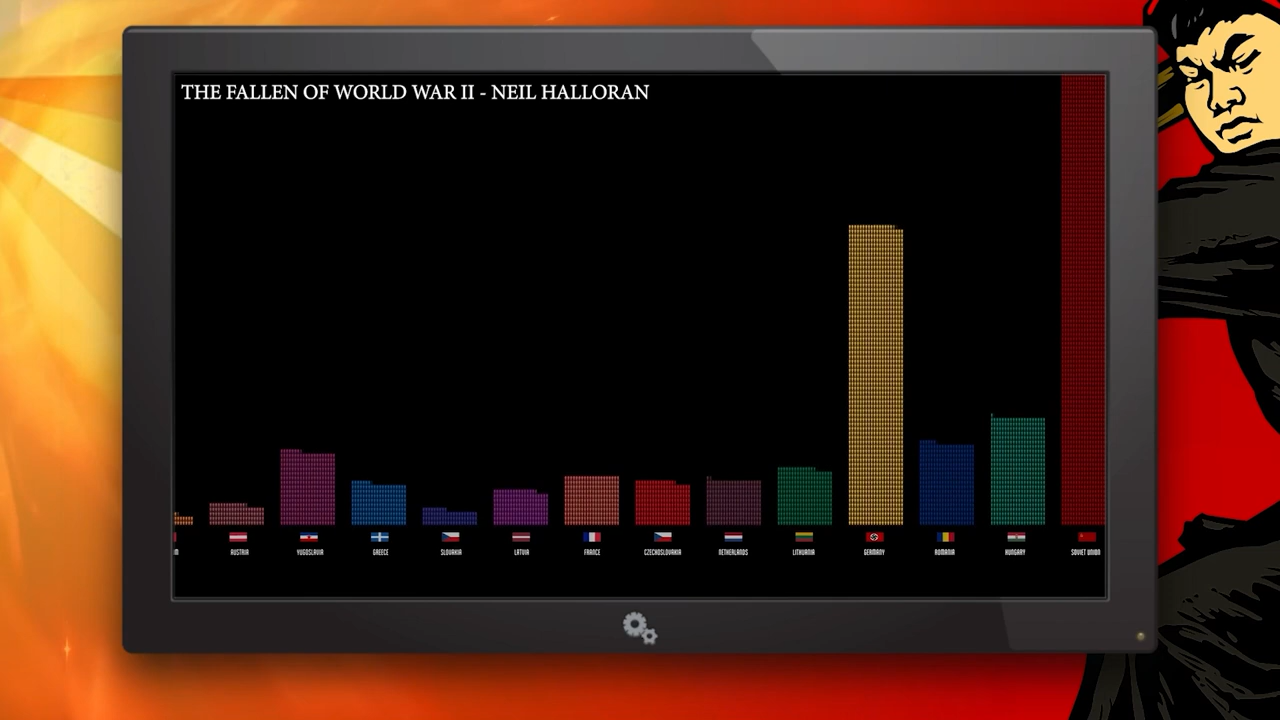 THE FALLEN OF WORLD WAR II - NEIL HALLORAN
AUSTRIA
YUGOSLAVIA
GREECE
SLOVAKIA
LATVIA
FRANCE
CZECHOSLOVAKIA
NETHERLANDS
LITHUANIA
GERMANY
ROMANIA
HUNGARY
SOVIET UNION